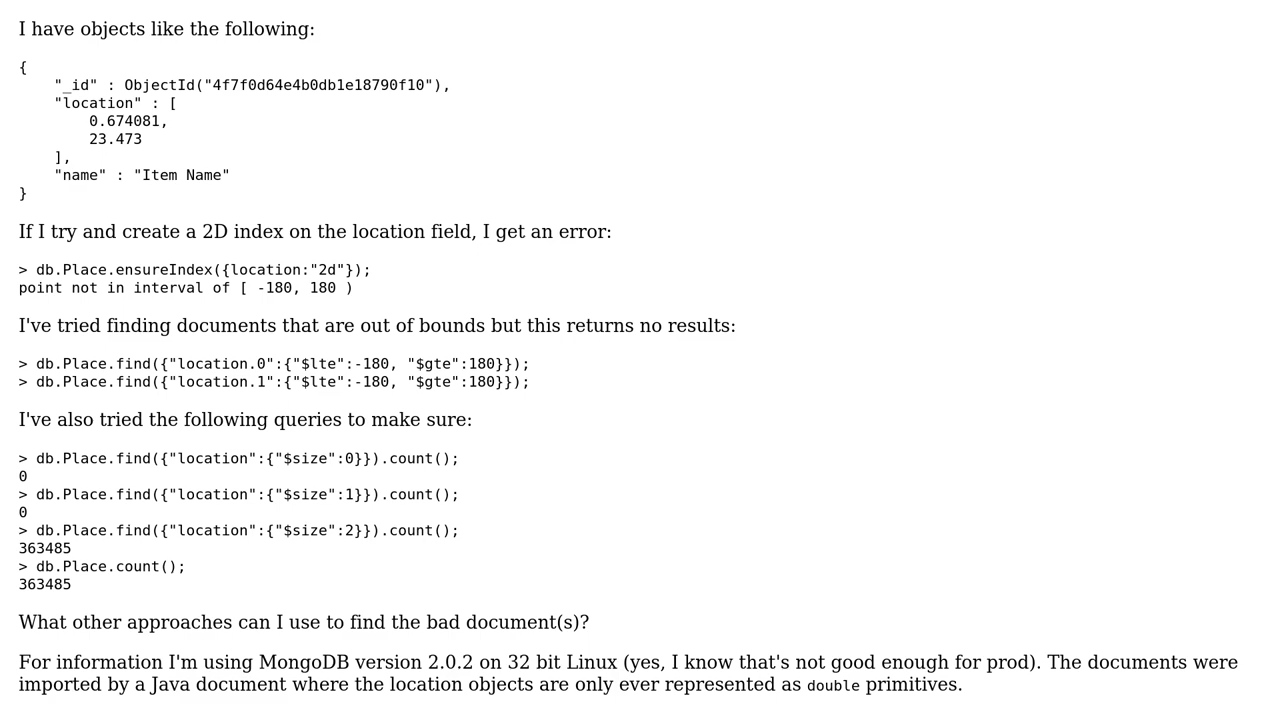 I have objects like the following:
{
    "_id" : ObjectId("4f7f0d64e4b0db1e18790f10"),
    "location" : [
        0.674081,
        23.473
    ],
    "name" : "Item Name"
}
If I try and create a 2D index on the location field, I get an error:
> db.Place.ensureIndex({location:"2d"});
point not in interval of [ -180, 180 )
I've tried finding documents that are out of bounds but this returns no results:
> db.Place.find({"location.0":{"$lte":-180, "$gte":180}});
> db.Place.find({"location.1":{"$lte":-180, "$gte":180}});
I've also tried the following queries to make sure:
> db.Place.find({"location":{"$size":0}}).count();
0
> db.Place.find({"location":{"$size":1}}).count();
0
> db.Place.find({"location":{"$size":2}}).count();
363485
> db.Place.count();
363485
What other approaches can I use to find the bad document(s)?
For information I'm using MongoDB version 2.0.2 on 32 bit Linux (yes, I know that's not good enough for prod). The documents were
imported by a Java document where the location objects are only ever represented as double primitives.